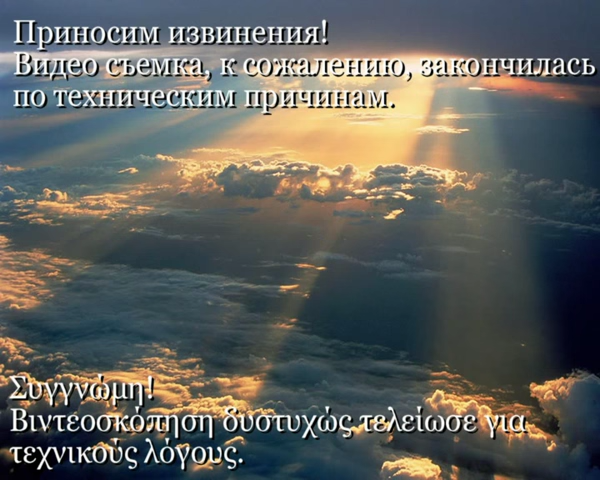 Приносим извинения!
Видео съемка, к сожалению, закончилась
по техническим причинам.
Συγγνώμη!
Βιντεοσκόπηση δυστυχώς τελείωσε για
τεχνικούς λόγους.